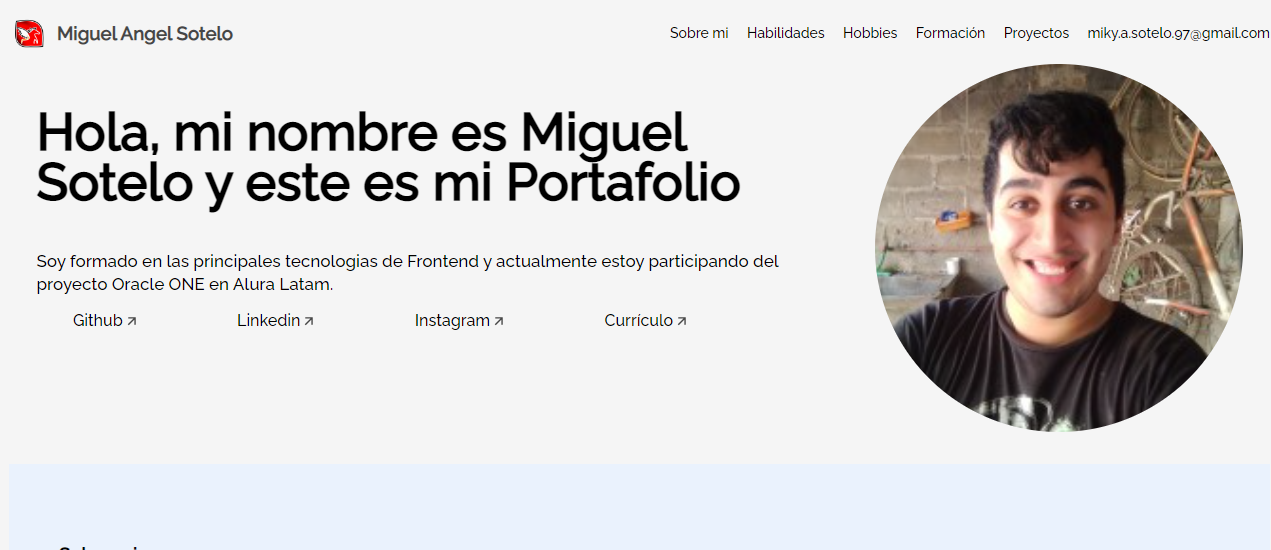 Miguel Angel Sotelo
Sobre mi Habilidades Hobbies Formación Proyectos miky.a.sotelo.97@gmail.com
Hola, mi nombre es Miguel
Sotelo y este es mi Portafolio
Soy formado en las principales tecnologias de Frontend y actualmente estoy participando del
proyecto Oracle ONE en Alura Latam.
Github Linkedin Instagram Currículo